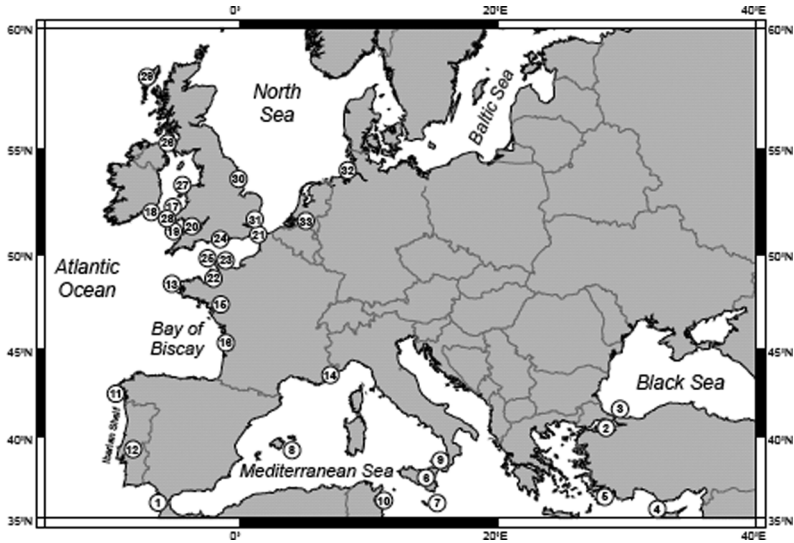 0° 20°E 40°E
60°N 60°N
29
North
Sea
Baltic Sea
26
55°N 55°N
32
30
27
17
18
28
31
33
19
20
21
24
50°N 50°N
25
23
Atlantic
Ocean
22
13
15
Bay of
Biscay
16
45°N 45°N
14
Black Sea
11
3
2
40°N 40°N
Iberian Shelf
12
8
9
Mediterranean Sea
6
5
1
10
7
4
35°N 35°N
0° 20°E 40°E